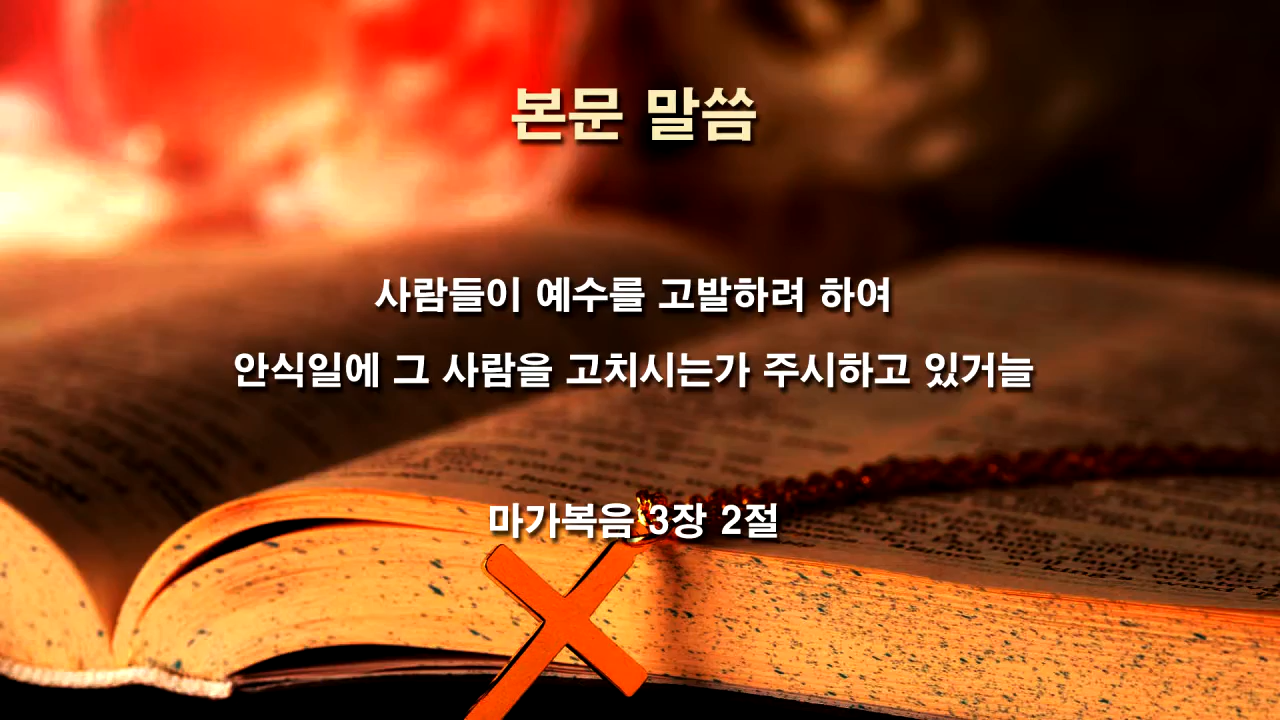 본문 말씀
사람들이 예수를 고발하려 하여
안식일에 그 사람을 고치시는가 주시하고 있거늘
마가복음 3장 2절